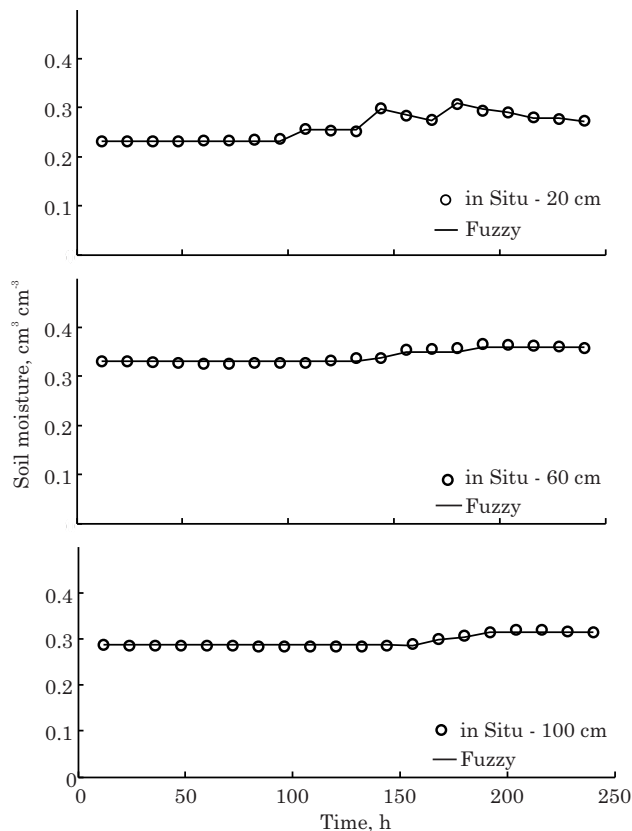 0.4
0.3
0.2
0.1
in Situ - 20 cm
Fuzzy
Soil moisture, cm³ cm⁻³
0.4
0.3
0.2
0.1
in Situ - 60 cm
Fuzzy
0.4
0.3
0.2
0.1
0
in Situ - 100 cm
Fuzzy
0 50 100 150 200 250
Time, h